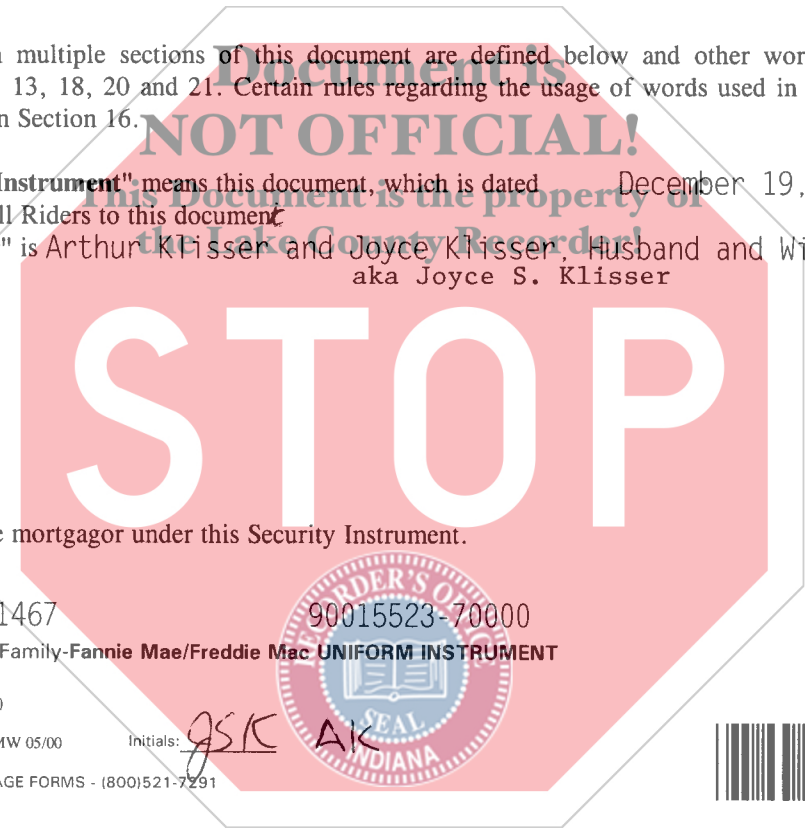 multiple sections of this document are defined below and other wor
13, 18, 20 and 21. Certain rules regarding the usage of words used in
n Section 16.
Document is
NOT OFFICIAL!
This Document is the property of
the Lake County Recorder!
Instrument" means this document, which is dated December 19,
ll Riders to this document
" is Arthur Klisser and Joyce Klisser, Husband and Wi
aka Joyce S. Klisser
STOP
e mortgagor under this Security Instrument.
1467 90015523-70000
Family-Fannie Mae/Freddie Mac UNIFORM INSTRUMENT
MW 05/00 Initials: JSK AK
AGE FORMS - (800)521-7291
RECORDER'S OFFICE
SEAL
INDIANA